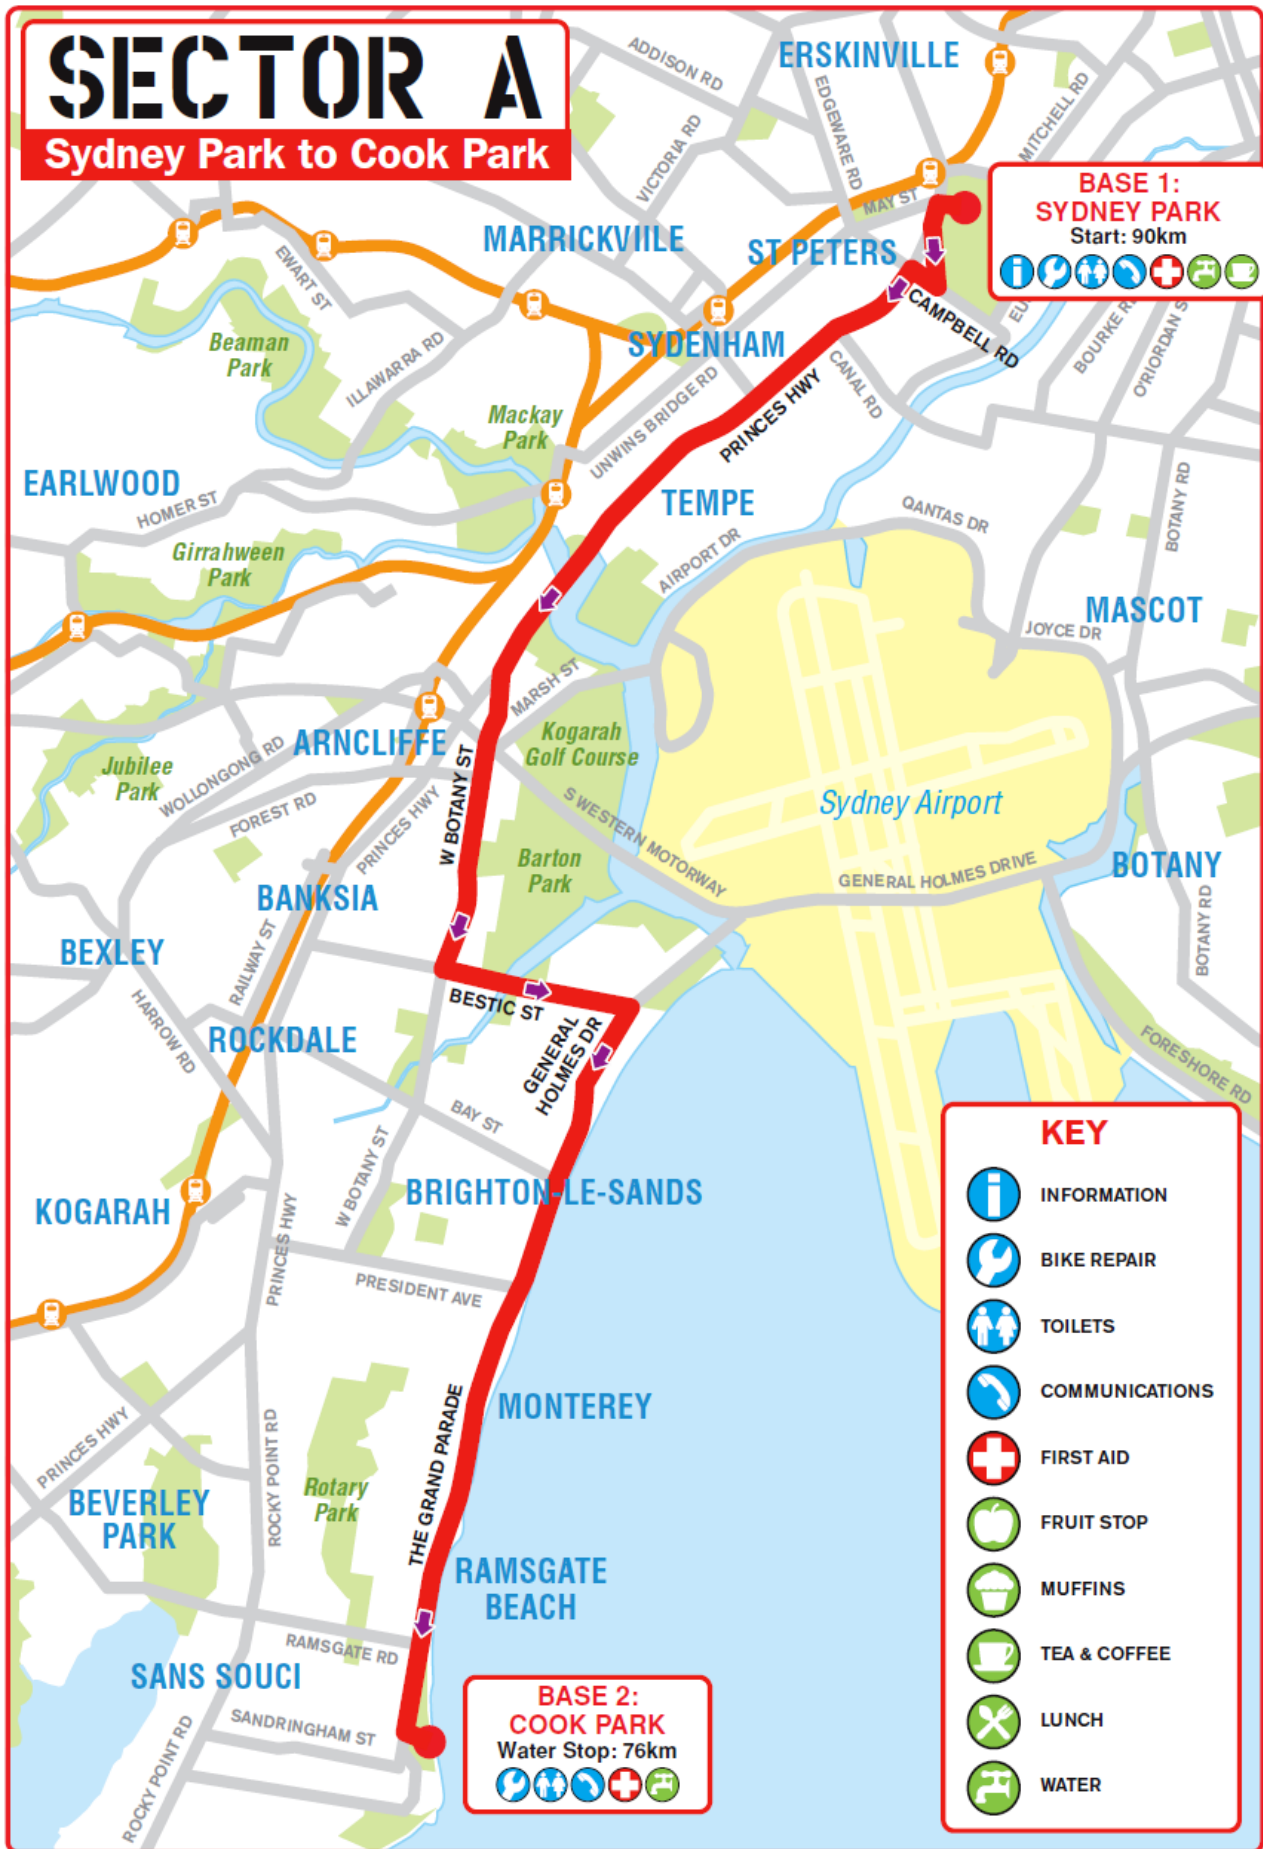 SECTOR A
Sydney Park to Cook Park
ADDISON RD
ERSKINVILLE
EDGEWARE RD
MITCHELL RD
VICTORIA RD
MAY ST
BASE 1:
SYDNEY PARK
Start: 90km
MARRICKVIILE
ST PETERS
EWART ST
CAMPBELL RD
BOURKE RD
Beaman
Park
ILLAWARRA RD
SYDENHAM
CANAL RD
PRINCES HWY
Mackay
Park
UNWINS BRIDGE RD
EARLWOOD
HOMER ST
TEMPE
BOTANY RD
QANTAS DR
Girrahween
Park
AIRPORT DR
MASCOT
JOYCE DR
MARSH ST
ARNCLIFFE
Kogarah
Golf Course
Jubilee
Park
WOLLONGONG RD
FOREST RD
PRINCES HWY
W BOTANY ST
S WESTERN MOTORWAY
Sydney Airport
Barton
Park
GENERAL HOLMES DRIVE
BOTANY
BANKSIA
BEXLEY
RAILWAY ST
BOTANY RD
HARROW RD
BESTIC ST
ROCKDALE
GENERAL
HOLMES DR
FORESHORE RD
BAY ST
W BOTANY ST
BRIGHTON-LE-SANDS
KOGARAH
PRINCES HWY
PRESIDENT AVE
MONTEREY
PRINCES HWY
ROCKY POINT RD
THE GRAND PARADE
Rotary
Park
BEVERLEY
PARK
RAMSGATE
BEACH
RAMSGATE RD
SANS SOUCI
SANDRINGHAM ST
ROCKY POINT RD
BASE 2:
COOK PARK
Water Stop: 76km
KEY
INFORMATION
BIKE REPAIR
TOILETS
COMMUNICATIONS
FIRST AID
FRUIT STOP
MUFFINS
TEA & COFFEE
LUNCH
WATER